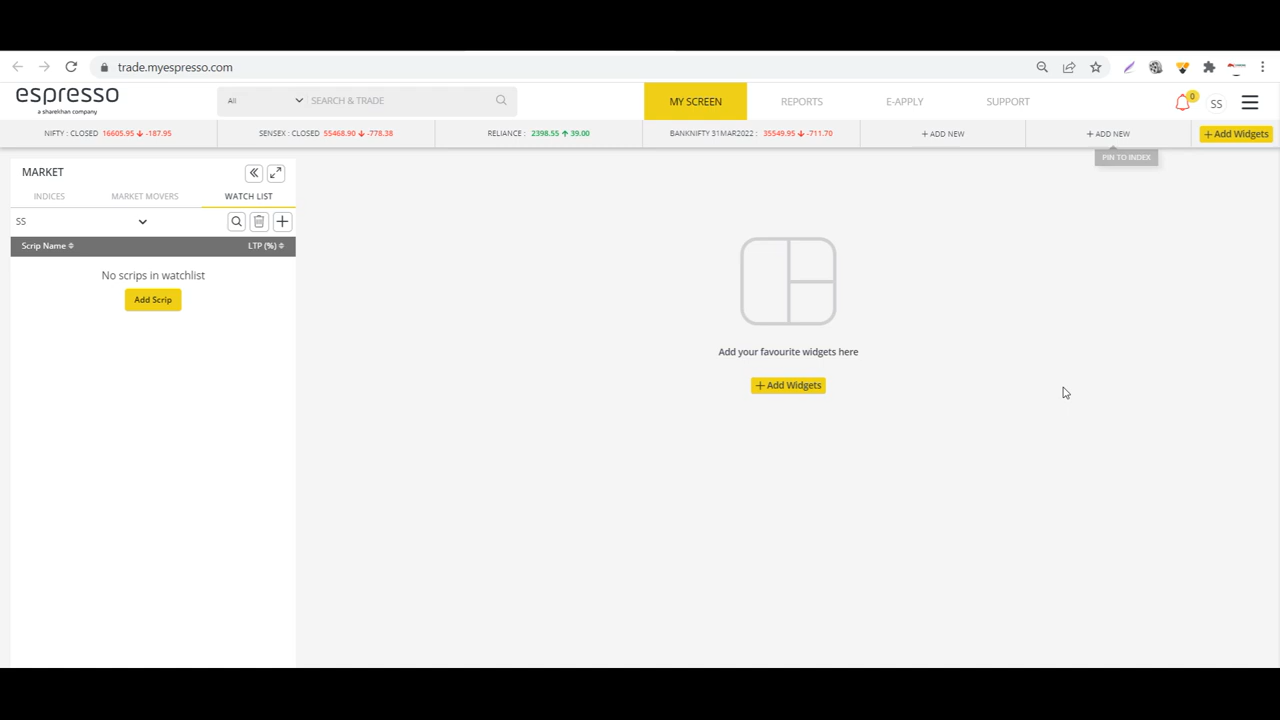 trade.myespresso.com
espresso
a sharekhan company
All
SEARCH & TRADE
MY SCREEN
REPORTS
E-APPLY
SUPPORT
0
SS
NIFTY : CLOSED 16605.95 -187.95
SENSEX : CLOSED 55468.90 -778.38
RELIANCE : 2398.55 39.00
BANKNIFTY 31MAR2022 : 35549.95 -711.70
+ ADD NEW
+ ADD NEW
+ Add Widgets
PIN TO INDEX
MARKET
INDICES
MARKET MOVERS
WATCH LIST
SS
Scrip Name
LTP (%)
No scrips in watchlist
Add Scrip
Add your favourite widgets here
+ Add Widgets